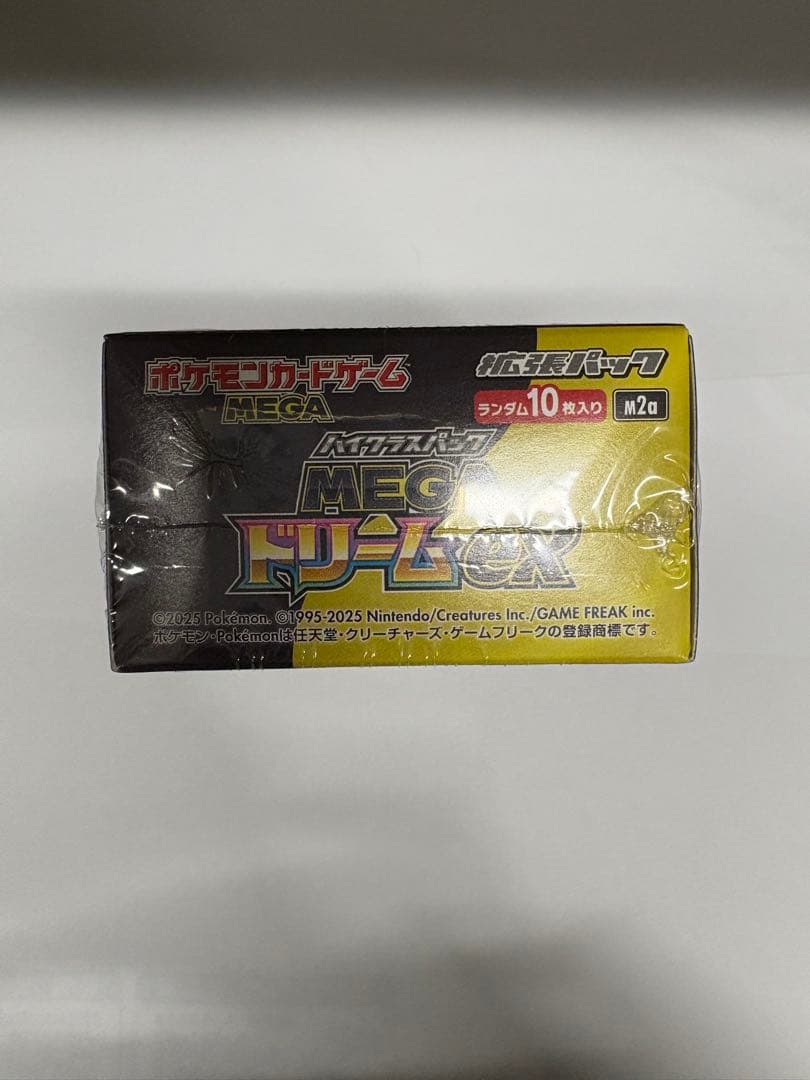 ポケモンカードゲーム
MEGA
拡張パック
ランダム10枚入り M2a
ハイクラスパック
MEGA
ドリームex
©2025 Pokémon. ©1995-2025 Nintendo/Creatures Inc./GAME FREAK inc.
ポケモン・Pokémonは任天堂・クリーチャーズ・ゲームフリークの登録商標です。